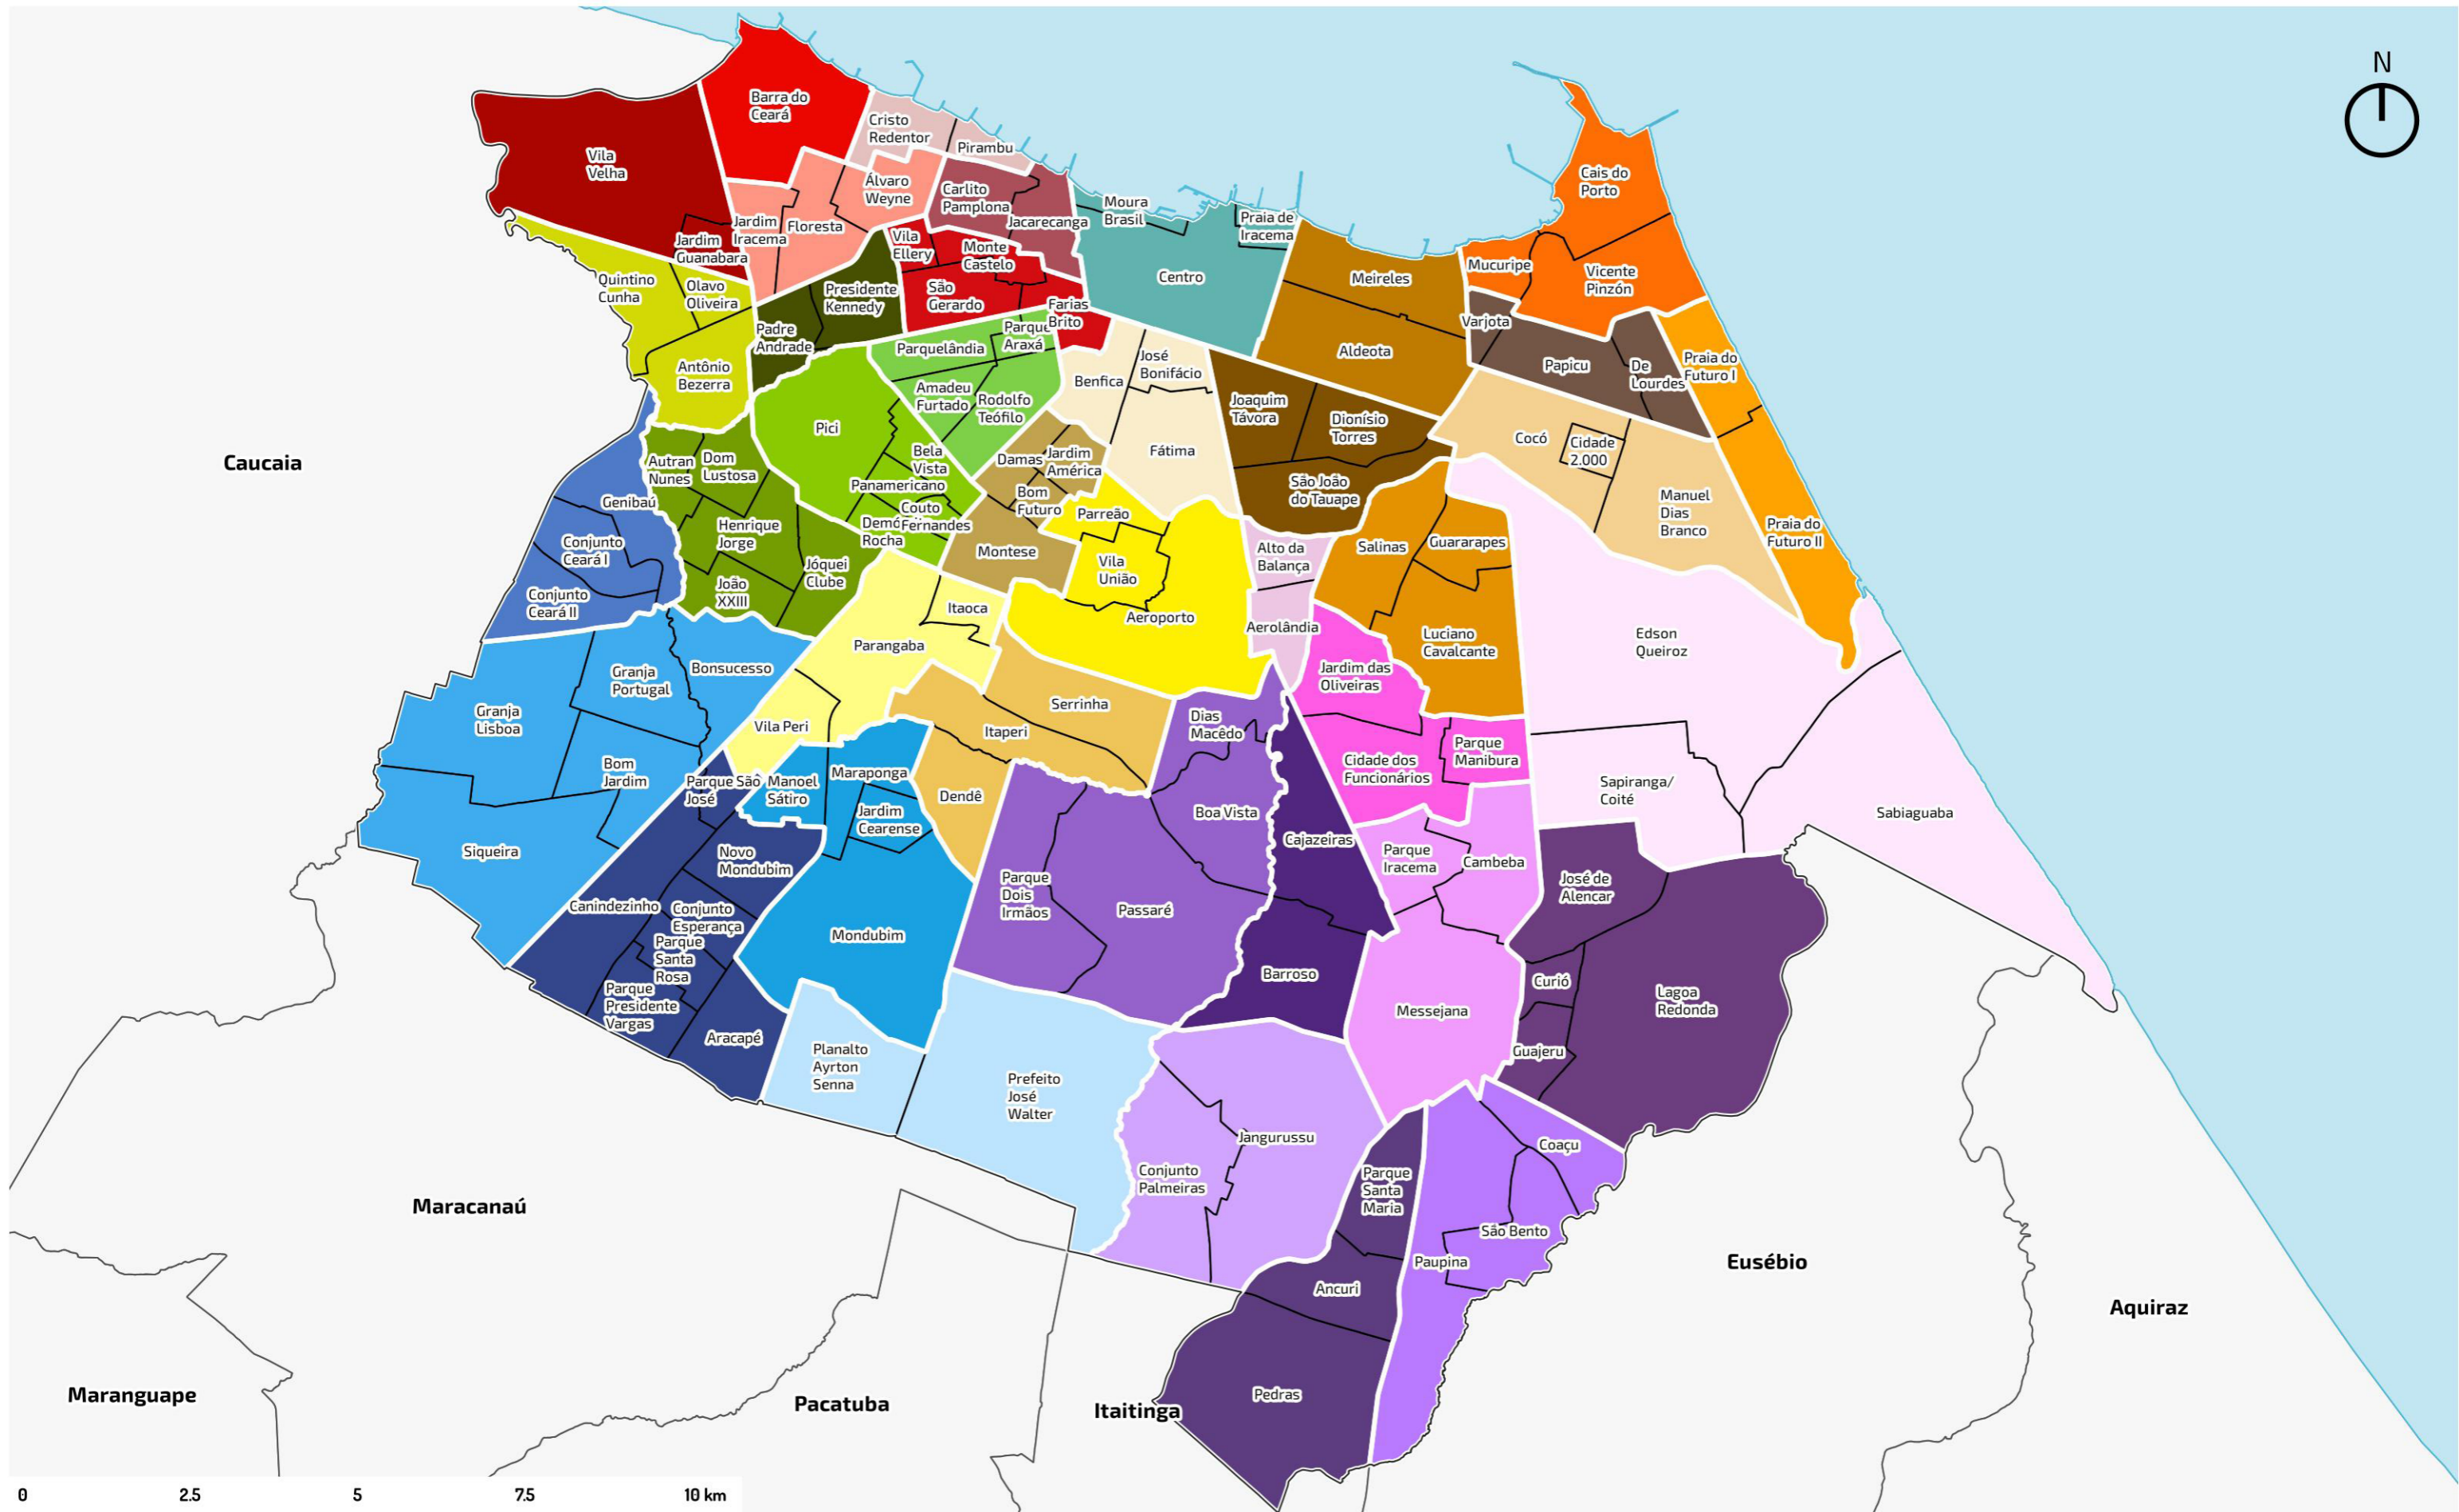 N
Barra do
Ceará
Cristo
Redentor
Pirambu
Vila
Velha
Álvaro
Weyne
Carlito
Pamplona
Jacarecanga
Moura
Brasil
Praia de
Iracema
Cais do
Porto
Jardim
Iracema
Floresta
Jardim
Guanabara
Vila
Ellery
Monte
Castelo
Centro
Meireles
Mucuripe
Vicente
Pinzón
Quintino
Cunha
Olavo
Oliveira
Presidente
Kennedy
São
Gerardo
Farias
Brito
Padre
Andrade
Parquelândia
Parque
Araxá
Varjota
Aldeota
Papicu
De
Lourdes
Praia do
Futuro I
Antônio
Bezerra
Amadeu
Furtado
Rodolfo
Teófilo
Benfica
José
Bonifácio
Joaquim
Távora
Dionísio
Torres
Pici
Bela
Vista
Damas
Jardim
América
Fátima
Cocó
Cidade
2.000
Caucaia
Autran
Nunes
Dom
Lustosa
Panamericano
Genibaú
Couto
Fernandes
Demó
Rocha
Bom
Futuro
Parreão
São João
do Tauape
Manuel
Dias
Branco
Praia do
Futuro II
Henrique
Jorge
Conjunto
Ceará I
Jóquei
Clube
Montese
Vila
União
Alto da
Balança
Salinas
Guararapes
Conjunto
Ceará II
João
XXIII
Itaoca
Aeroporto
Aerolândia
Luciano
Cavalcante
Edson
Queiroz
Parangaba
Granja
Portugal
Bonsucesso
Jardim das
Oliveiras
Granja
Lisboa
Vila Peri
Serrinha
Itaperi
Dias
Macêdo
Parque
Manibura
Cidade dos
Funcionários
Bom
Jardim
Parque São
José
Manoel
Sátiro
Maraponga
Dendê
Sapiranga/
Coité
Sabiaguaba
Jardim
Cearense
Boa Vista
Cajazeiras
Siqueira
Novo
Mondubim
Parque
Iracema
Cambeba
Canindezinho
Conjunto
Esperança
Parque
Dois
Irmãos
Passaré
José de
Alencar
Mondubim
Parque
Santa
Rosa
Barroso
Curió
Lagoa
Redonda
Parque
Presidente
Vargas
Messejana
Aracapé
Planalto
Ayrton
Senna
Guajeru
Prefeito
José
Walter
Jangurussu
Coaçu
Conjunto
Palmeiras
Parque
Santa
Maria
Maracanaú
São Bento
Paupina
Eusébio
Ancuri
Aquiraz
Maranguape
Pacatuba
Itaitinga
Pedras
0 2.5 5 7.5 10 km